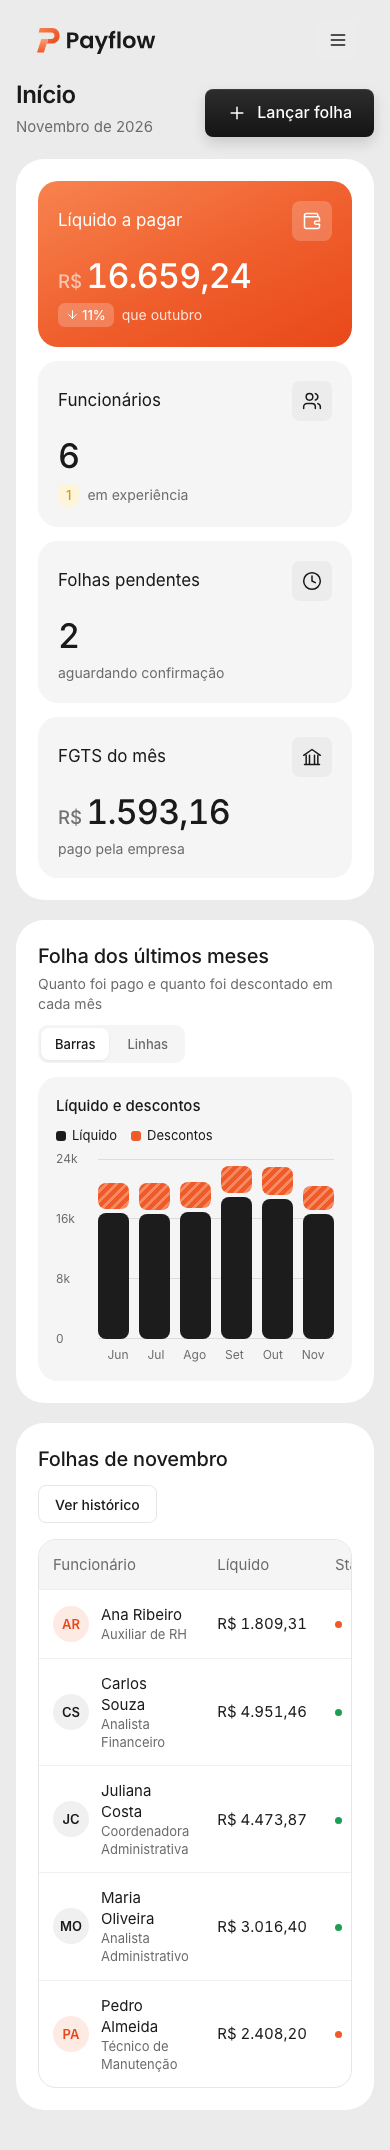 Payflow
Início
Novembro de 2026
Lançar folha
Líquido a pagar
R$ 16.659,24
↓ 11% que outubro
Funcionários
6
1 em experiência
Folhas pendentes
2
aguardando confirmação
FGTS do mês
R$ 1.593,16
pago pela empresa
Folha dos últimos meses
Quanto foi pago e quanto foi descontado em
cada mês
Barras Linhas
Líquido e descontos
Líquido Descontos
24k
16k
8k
0
Jun Jul Ago Set Out Nov
Folhas de novembro
Ver histórico
Funcionário Líquido
AR Ana Ribeiro R$ 1.809,31
Auxiliar de RH
Carlos
CS Souza R$ 4.951,46
Analista
Financeiro
Juliana
JC Costa R$ 4.473,87
Coordenadora
Administrativa
Maria
MO Oliveira R$ 3.016,40
Analista
Administrativo
Pedro
PA Almeida R$ 2.408,20
Técnico de
Manutenção